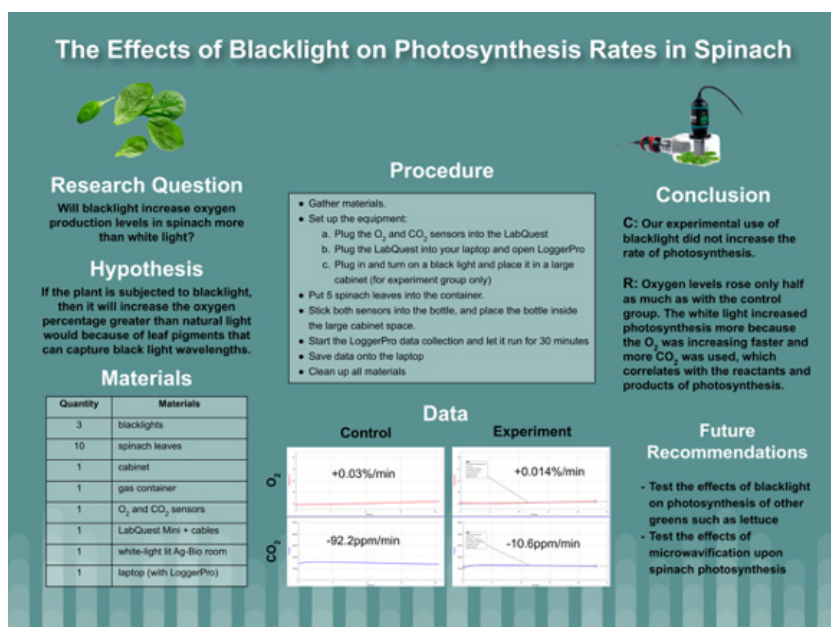 The Effects of Blacklight on Photosynthesis Rates in Spinach
Research Question
Will blacklight increase oxygen
production levels in spinach more
than white light?
Hypothesis
If the plant is subjected to blacklight,
then it will increase the oxygen
percentage greater than natural light
would because of leaf pigments that
can capture black light wavelengths.
Materials
Quantity Materials
3 blacklights
10 spinach leaves
1 cabinet
1 gas container
1 O₂ and CO₂ sensors
1 LabQuest Mini + cables
1 white-light lit Ag-Bio room
1 laptop (with LoggerPro)
Procedure
● Gather materials.
● Set up the equipment:
a. Plug the O₂ and CO₂ sensors into the LabQuest
b. Plug the LabQuest into your laptop and open LoggerPro
c. Plug in and turn on a black light and place it in a large
cabinet (for experiment group only)
● Put 5 spinach leaves into the container.
● Stick both sensors into the bottle, and place the bottle inside
the large cabinet space.
● Start the LoggerPro data collection and let it run for 30 minutes
● Save data onto the laptop
● Clean up all materials
Data
Control Experiment
O₂
+0.03%/min +0.014%/min
CO₂
-92.2ppm/min -10.6ppm/min
Conclusion
C: Our experimental use of
blacklight did not increase the
rate of photosynthesis.
R: Oxygen levels rose only half
as much as with the control
group. The white light increased
photosynthesis more because
the O₂ was increasing faster and
more CO₂ was used, which
correlates with the reactants and
products of photosynthesis.
Future
Recommendations
- Test the effects of blacklight
on photosynthesis of other
greens such as lettuce
- Test the effects of
microwavification upon
spinach photosynthesis